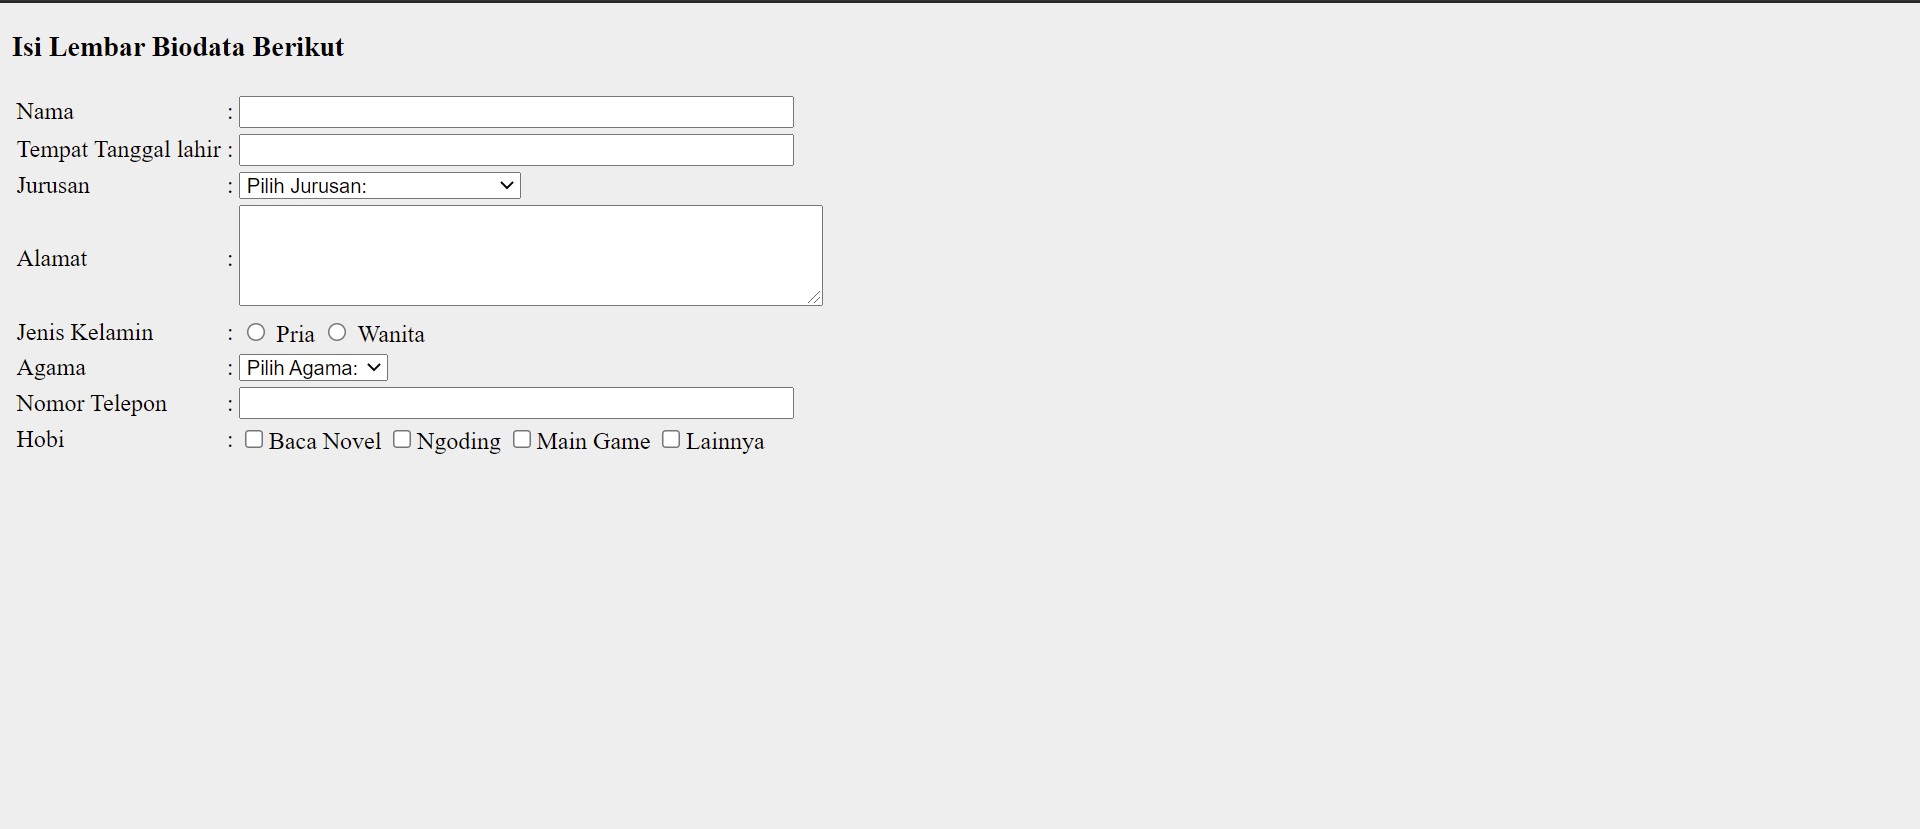 Isi Lembar Biodata Berikut
Nama :
Tempat Tanggal lahir :
Jurusan : Pilih Jurusan:
Alamat :
Jenis Kelamin : Pria Wanita
Agama : Pilih Agama:
Nomor Telepon :
Hobi : Baca Novel Ngoding Main Game Lainnya